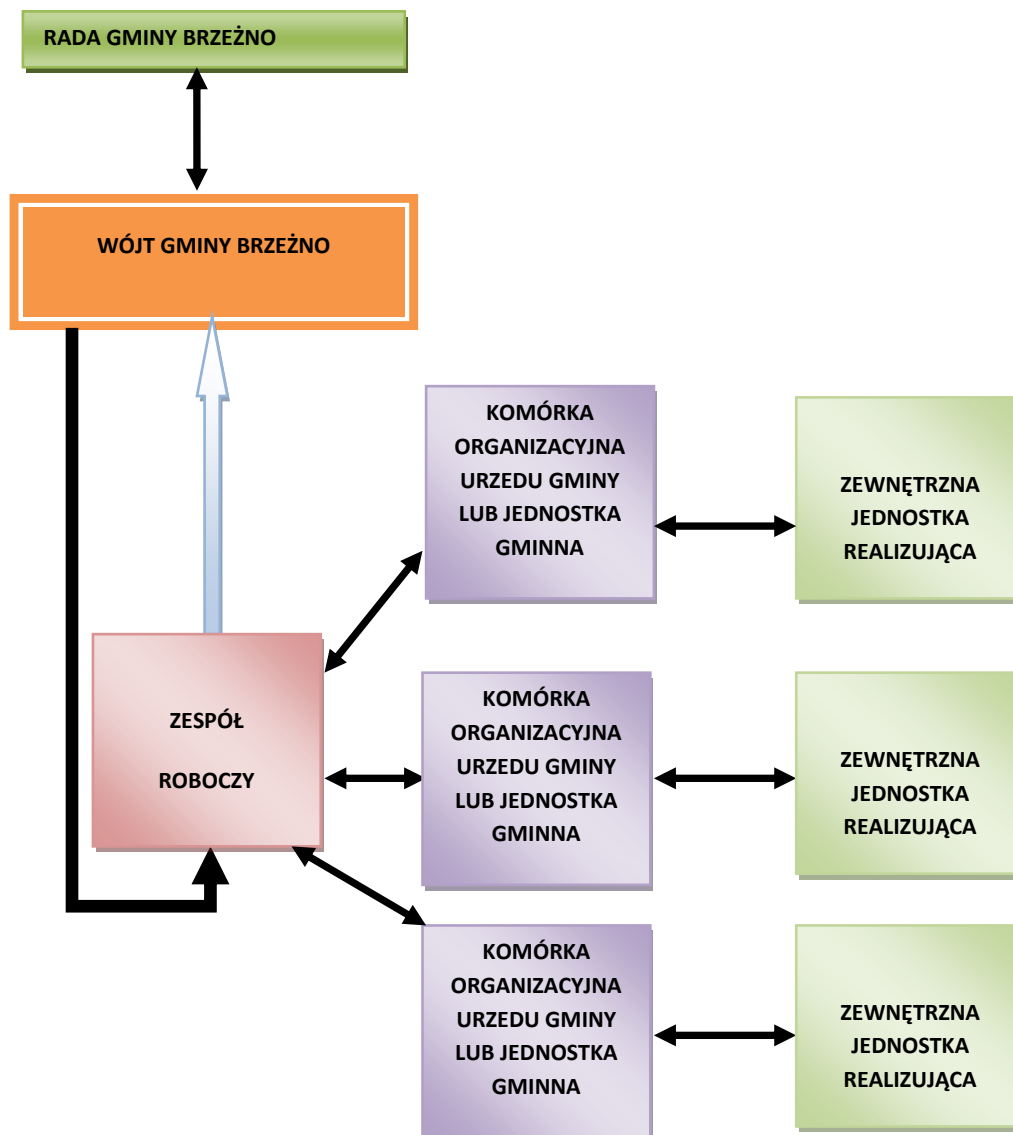 RADA GMINY BRZEŻNO
WÓJT GMINY BRZEŻNO
KOMÓRKA
ORGANIZACYJNA
URZEDU GMINY
LUB JEDNOSTKA
GMINNA
ZEWNĘTRZNA
JEDNOSTKA
REALIZUJĄCA
ZESPÓŁ
ROBOCZY
KOMÓRKA
ORGANIZACYJNA
URZEDU GMINY
LUB JEDNOSTKA
GMINNA
ZEWNĘTRZNA
JEDNOSTKA
REALIZUJĄCA
KOMÓRKA
ORGANIZACYJNA
URZEDU GMINY
LUB JEDNOSTKA
GMINNA
ZEWNĘTRZNA
JEDNOSTKA
REALIZUJĄCA